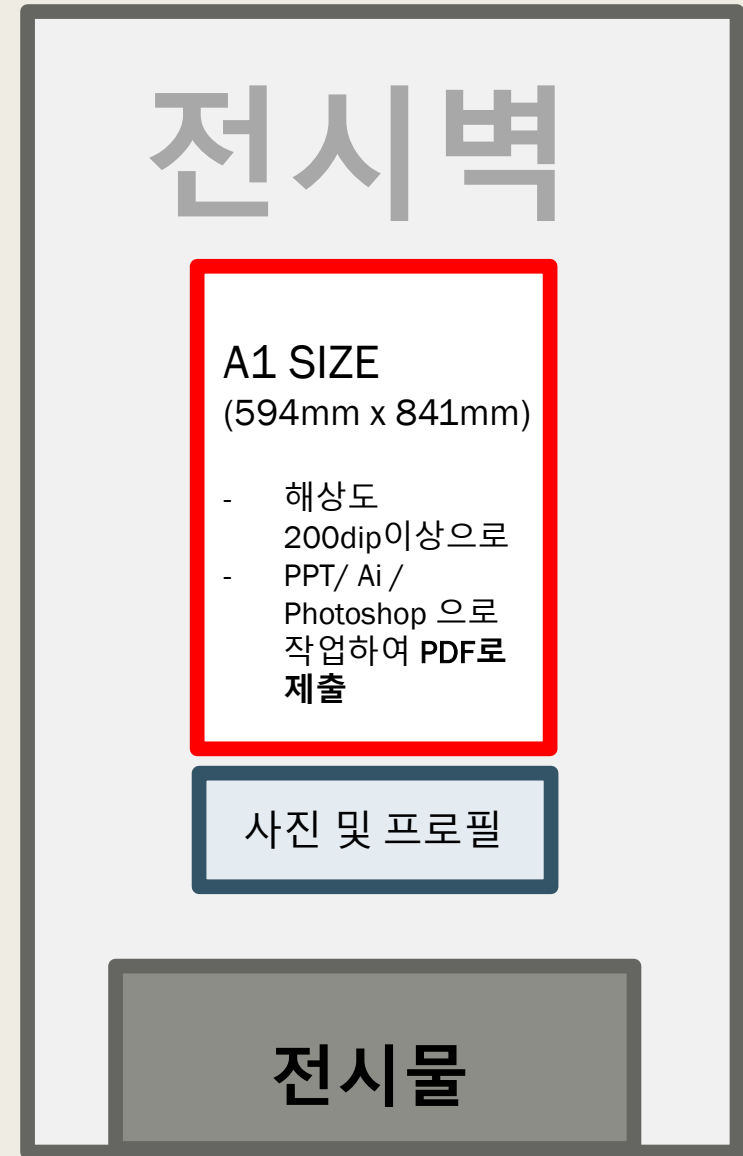 전시벽
A1 SIZE
(594mm x 841mm)
- 해상도
200dip이상으로
- PPT/ Ai /
Photoshop 으로
작업하여 PDF로
제출
사진 및 프로필
전시물